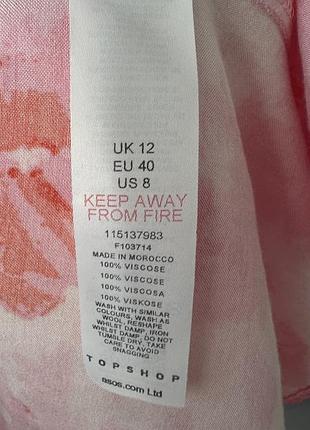 UK 12
EU 40
US 8
KEEP AWAY
FROM FIRE
115137983
F103714
MADE IN MOROCCO
100% VISCOSE
100% VISCOSE
100% VISCOSA
100% VISKOSE
WASH WITH SIMILAR
COLOURS, WASH AS
WOOL, RESHAPE
WHILST DAMP, IRON
WHILST DAMP, DO NOT
TUMBLE DRY, TAKE
CARE TO AVOID
SNAGGING
TOPSHOP
asos.com Ltd